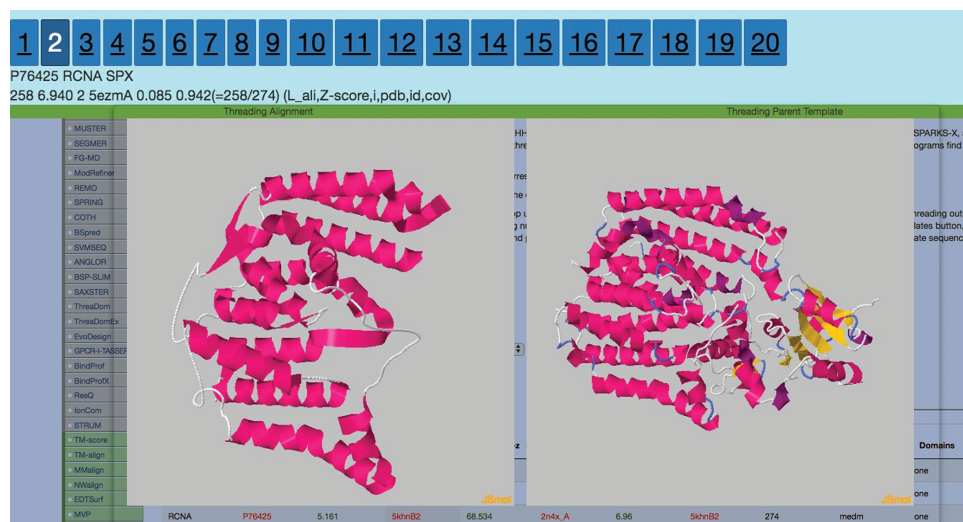 1 2 3 4 5 6 7 8 9 10 11 12 13 14 15 16 17 18 19 20
P76425 RCNA SPX
258 6.940 2 5ezmA 0.085 0.942(=258/274) (L_ali,Z-score,i,pdb,id,cov)
Threading Alignment Threading Parent Template
MUSTER
SEGMER
FG-MD
ModRefiner
REMO
SPRING
COTH
BSpred
SVMSEQ
ANGLOR
BSP-SLIM
SAXSTER
ThreaDom
ThreaDomEx
EvoDesign
GPCR-I-TASSER
BindProf
BindProfX
ResQ
IonCom
STRUM
TM-score
TM-align
MMalign
NWalign
EDTSurf
MVP
SPARKS-X, a
ograms find
hreading out
lates button,
ate sequenc
Domains
one
one
JSmol JSmol
RCNA P76425 5.161 5khnB2 68.534 2n4x_A 6.96 5khnB2 274 medm one